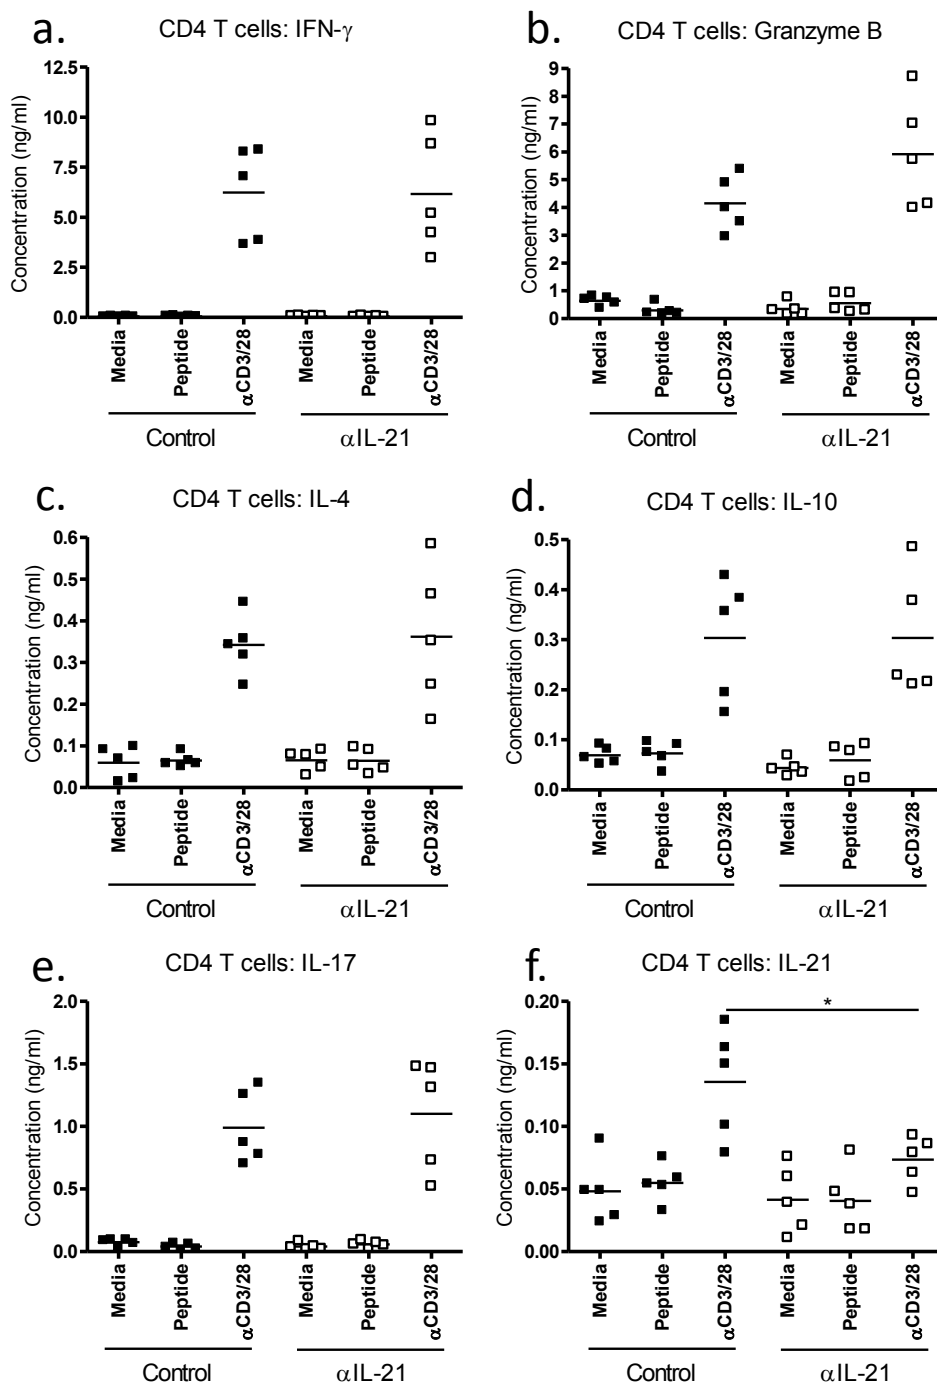 a.
CD4 T cells: IFN-γ
Concentration (ng/ml)
12.5
10.0
7.5
5.0
2.5
0.0
Media
Peptide
αCD3/28
Media
Peptide
αCD3/28
Control
αIL-21
b.
CD4 T cells: Granzyme B
Concentration (ng/ml)
9
8
7
6
5
4
3
2
1
0
Media
Peptide
αCD3/28
Media
Peptide
αCD3/28
Control
αIL-21
c.
CD4 T cells: IL-4
Concentration (ng/ml)
0.6
0.5
0.4
0.3
0.2
0.1
0.0
Media
Peptide
αCD3/28
Media
Peptide
αCD3/28
Control
αIL-21
d.
CD4 T cells: IL-10
Concentration (ng/ml)
0.5
0.4
0.3
0.2
0.1
0.0
Media
Peptide
αCD3/28
Media
Peptide
αCD3/28
Control
αIL-21
e.
CD4 T cells: IL-17
Concentration (ng/ml)
2.0
1.5
1.0
0.5
0.0
Media
Peptide
αCD3/28
Media
Peptide
αCD3/28
Control
αIL-21
f.
CD4 T cells: IL-21
Concentration (ng/ml)
0.20
0.15
0.10
0.05
0.00
*
Media
Peptide
αCD3/28
Media
Peptide
αCD3/28
Control
αIL-21